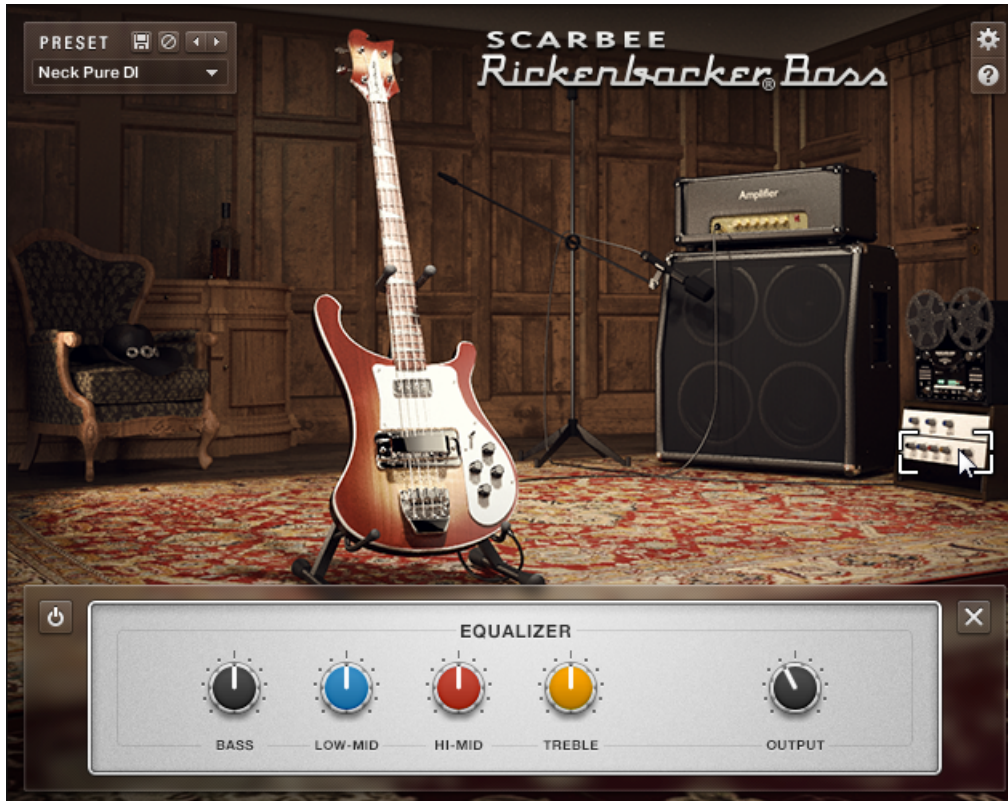 PRESET
Neck Pure DI
SCARBEE
Rickenbacker® Bass
?
Amplifier
EQUALIZER
BASS
LOW-MID
HI-MID
TREBLE
OUTPUT